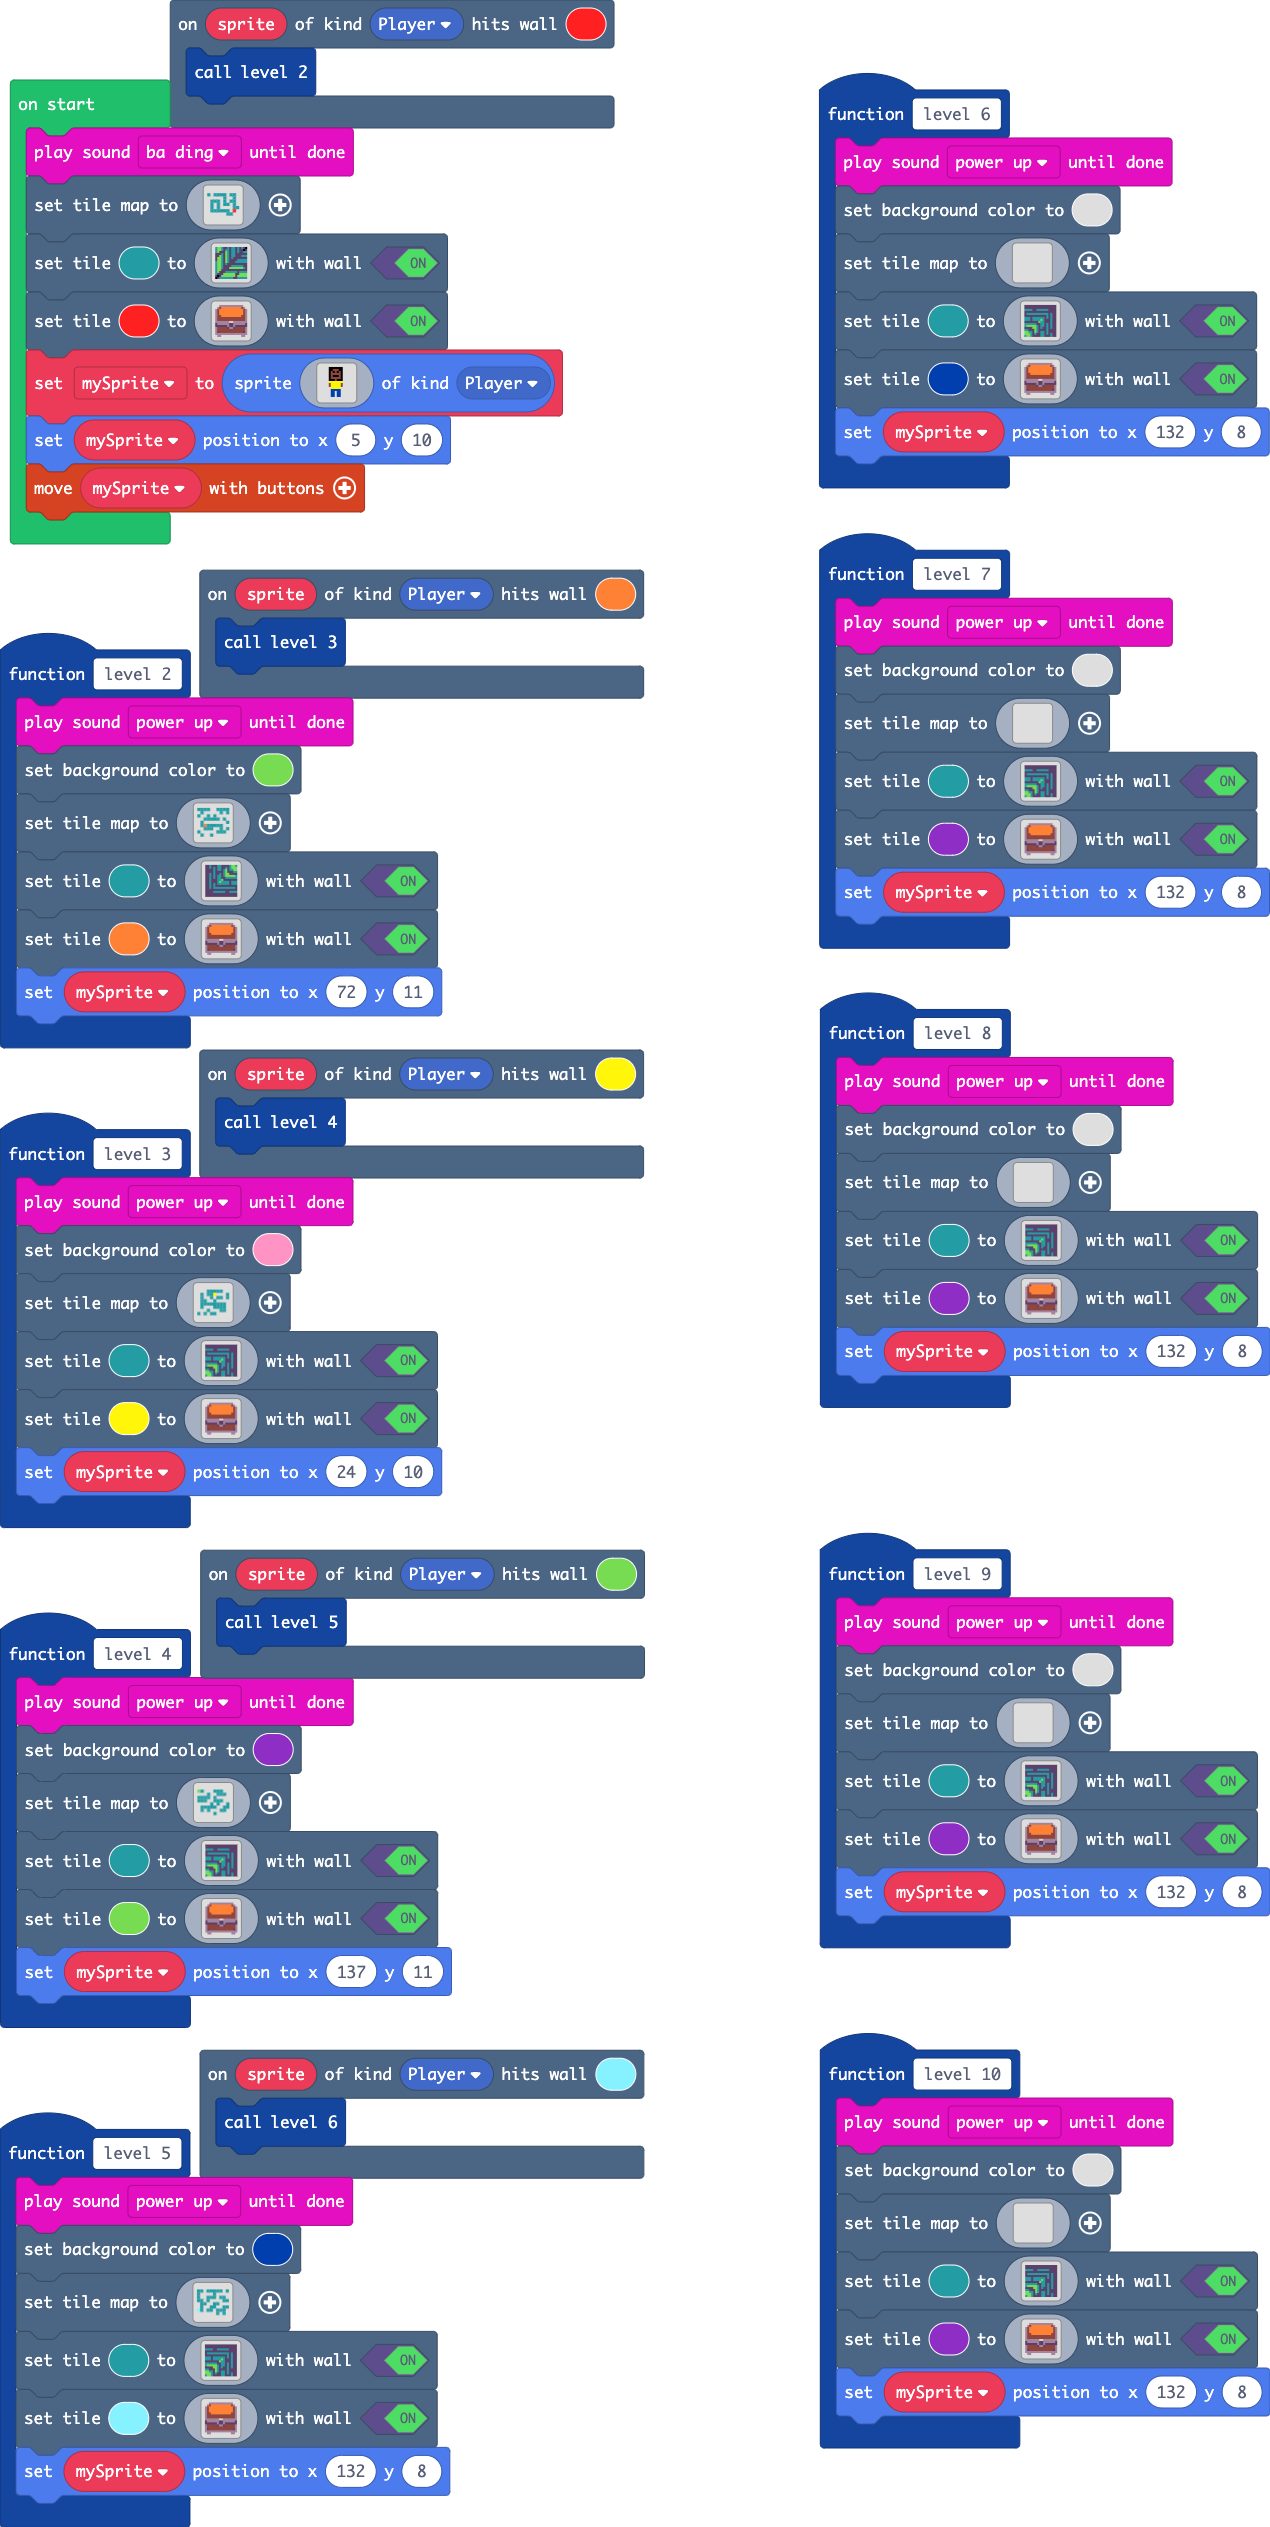 on sprite of kind Player hits wall
call level 2
on start
play sound ba ding until done
set tile map to
set tile to with wall ON
set tile to with wall ON
set mySprite to sprite of kind Player
set mySprite position to x 5 y 10
move mySprite with buttons
on sprite of kind Player hits wall
call level 3
function level 2
play sound power up until done
set background color to
set tile map to
set tile to with wall ON
set tile to with wall ON
set mySprite position to x 72 y 11
on sprite of kind Player hits wall
call level 4
function level 3
play sound power up until done
set background color to
set tile map to
set tile to with wall ON
set tile to with wall ON
set mySprite position to x 24 y 10
on sprite of kind Player hits wall
call level 5
function level 4
play sound power up until done
set background color to
set tile map to
set tile to with wall ON
set tile to with wall ON
set mySprite position to x 137 y 11
on sprite of kind Player hits wall
call level 6
function level 5
play sound power up until done
set background color to
set tile map to
set tile to with wall ON
set tile to with wall ON
set mySprite position to x 132 y 8
function level 6
play sound power up until done
set background color to
set tile map to
set tile to with wall ON
set tile to with wall ON
set mySprite position to x 132 y 8
function level 7
play sound power up until done
set background color to
set tile map to
set tile to with wall ON
set tile to with wall ON
set mySprite position to x 132 y 8
function level 8
play sound power up until done
set background color to
set tile map to
set tile to with wall ON
set tile to with wall ON
set mySprite position to x 132 y 8
function level 9
play sound power up until done
set background color to
set tile map to
set tile to with wall ON
set tile to with wall ON
set mySprite position to x 132 y 8
function level 10
play sound power up until done
set background color to
set tile map to
set tile to with wall ON
set tile to with wall ON
set mySprite position to x 132 y 8